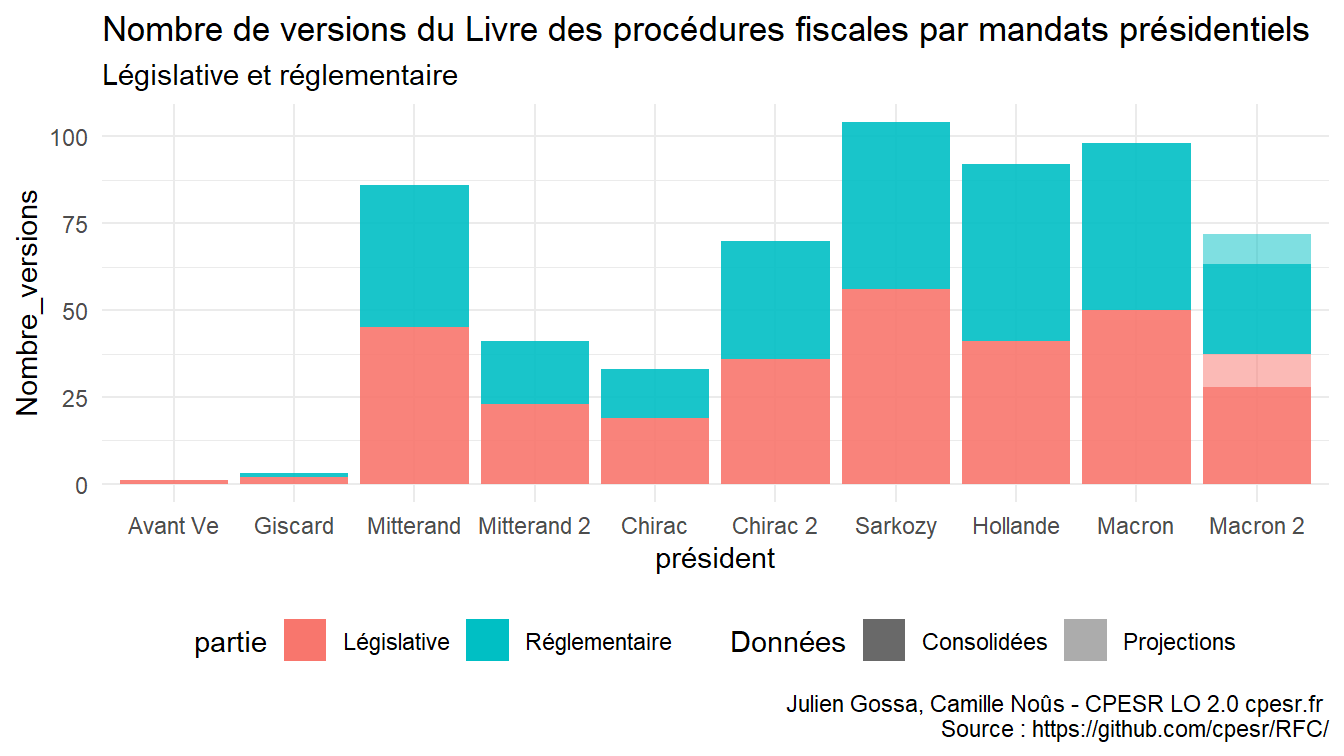 Nombre de versions du Livre des procédures fiscales par mandats présidentiels
Législative et réglementaire
Nombre_versions
100
75
50
25
0
Avant Ve Giscard Mitterand Mitterand 2 Chirac Chirac 2 Sarkozy Hollande Macron Macron 2
président
partie Législative Réglementaire Données Consolidées Projections
Julien Gossa, Camille Noûs - CPESR LO 2.0 cpesr.fr
Source : https://github.com/cpesr/RFC/